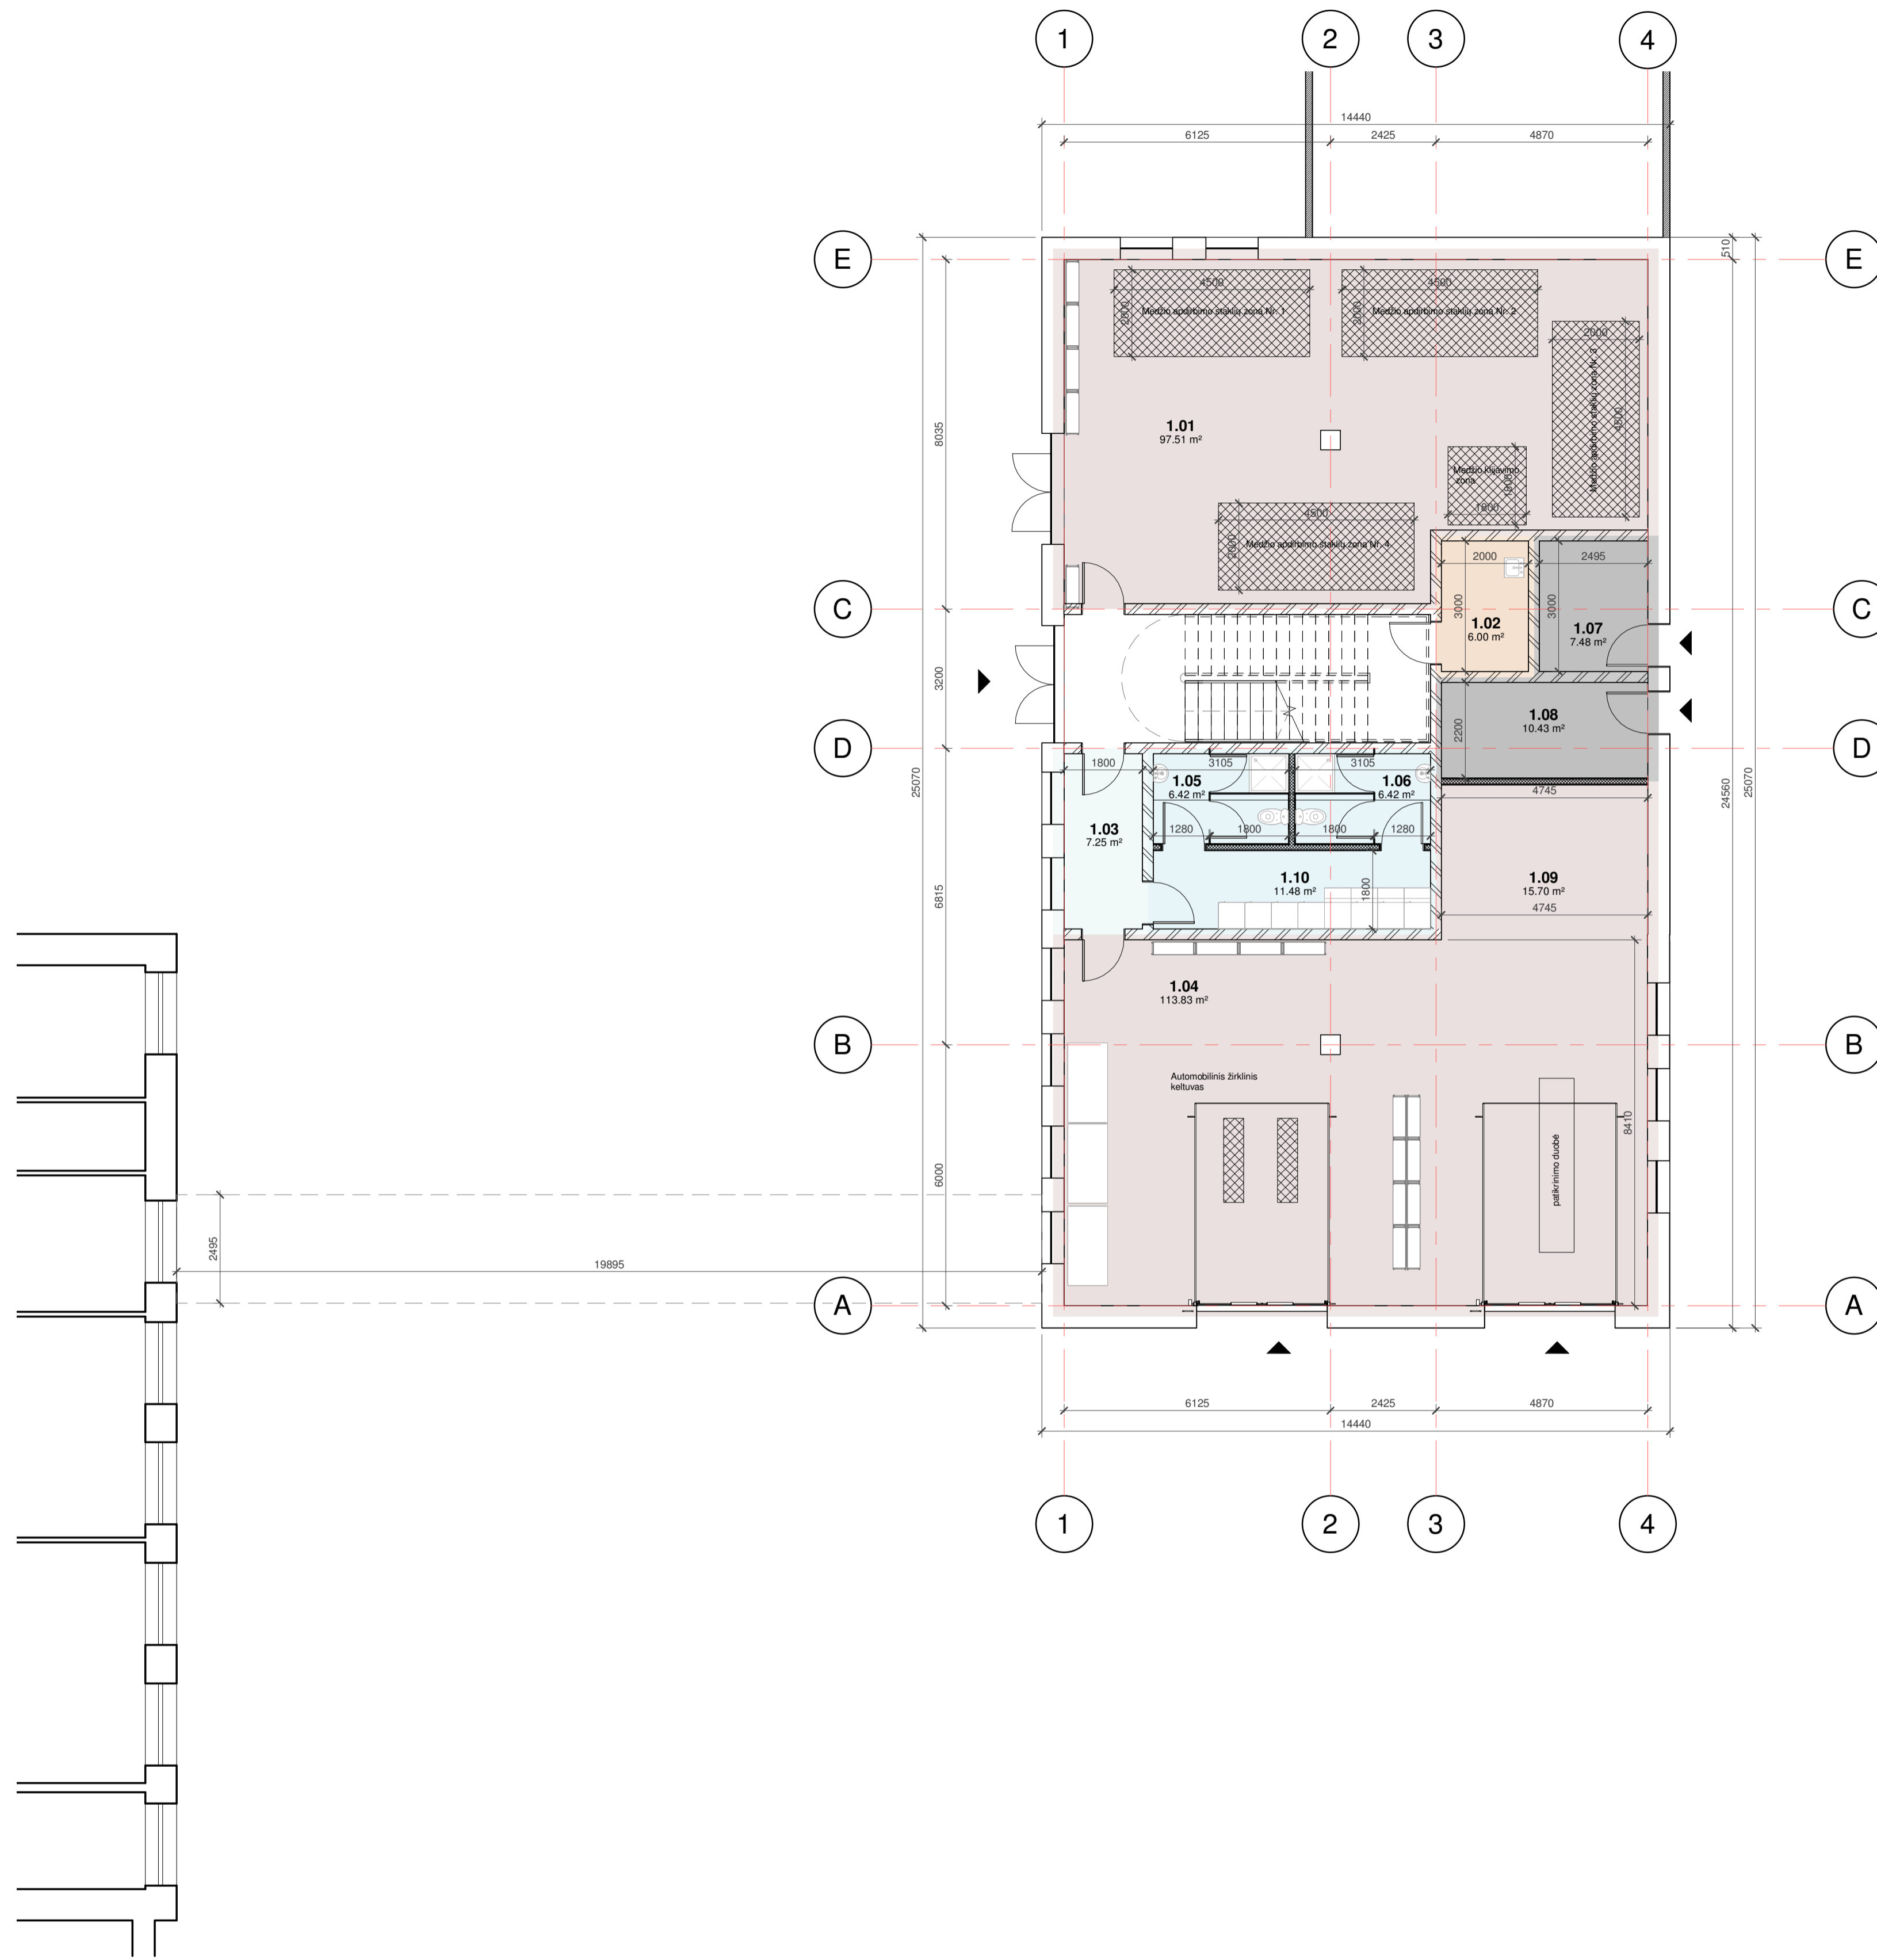 1
2
3
4
14440
6125
2425
4870
E
E
510
4500
2000
Medžio apdirbimo staklių zona Nr. 1
4500
2000
Medžio apdirbimo staklių zona Nr. 2
2000
Medžio apdirbimo staklių zona Nr. 3
4500
8035
1.01
97.51 m²
Medžio klijavimo
zona
1800
1800
4500
2000
Medžio apdirbimo staklių zona Nr. 4
2000
2495
3000
3000
C
C
1.02
6.00 m²
1.07
7.48 m²
3200
1.08
10.43 m²
2200
D
D
25070
24560
25070
1800
3105
3105
1.05
6.42 m²
1.06
6.42 m²
4745
1.03
7.25 m²
1280
1800
1800
1280
1.10
11.48 m²
1800
1.09
15.70 m²
4745
6815
1.04
113.83 m²
B
B
Automobilinis žirklinis
keltuvas
8410
patikrinimo duobė
6000
2495
19895
A
A
6125
2425
4870
14440
1
2
3
4